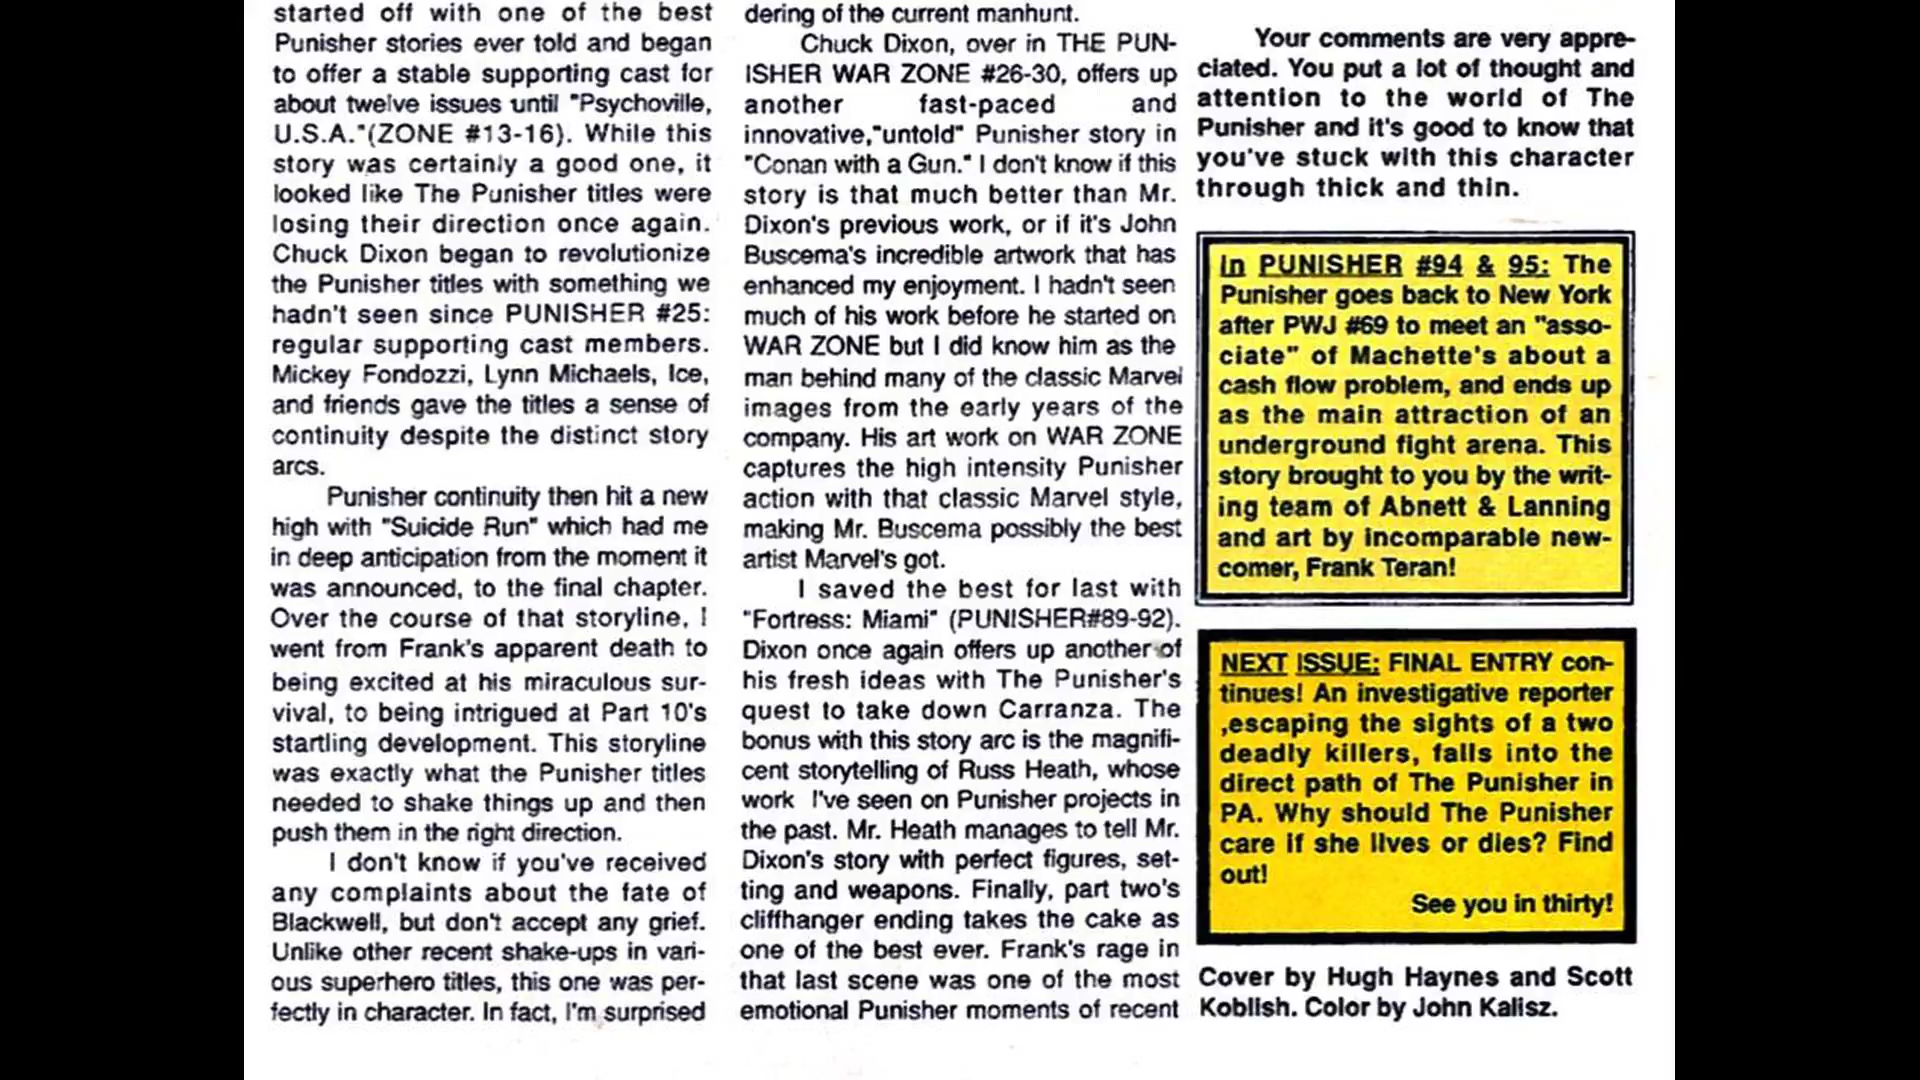 started off with one of the best
Punisher stories ever told and began
to offer a stable supporting cast for
about twelve issues until "Psychoville,
U.S.A."(ZONE #13-16). While this
story was certainly a good one, it
looked like The Punisher titles were
losing their direction once again.
Chuck Dixon began to revolutionize
the Punisher titles with something we
hadn't seen since PUNISHER #25:
regular supporting cast members.
Mickey Fondozzi, Lynn Michaels, Ice,
and friends gave the titles a sense of
continuity despite the distinct story
arcs.
Punisher continuity then hit a new
high with "Suicide Run" which had me
in deep anticipation from the moment it
was announced, to the final chapter.
Over the course of that storyline, I
went from Frank's apparent death to
being excited at his miraculous sur-
vival, to being intrigued at Part 10's
startling development. This storyline
was exactly what the Punisher titles
needed to shake things up and then
push them in the right direction.
I don't know if you've received
any complaints about the fate of
Blackwell, but don't accept any grief.
Unlike other recent shake-ups in vari-
ous superhero titles, this one was per-
fectly in character. In fact, I'm surprised
dering of the current manhunt.
Chuck Dixon, over in THE PUN-
ISHER WAR ZONE #26-30, offers up
another fast-paced and
innovative,"untold" Punisher story in
"Conan with a Gun." I don't know if this
story is that much better than Mr.
Dixon's previous work, or if it's John
Buscema's incredible artwork that has
enhanced my enjoyment. I hadn't seen
much of his work before he started on
WAR ZONE but I did know him as the
man behind many of the classic Marvel
images from the early years of the
company. His art work on WAR ZONE
captures the high intensity Punisher
action with that classic Marvel style,
making Mr. Buscema possibly the best
artist Marvel's got.
I saved the best for last with
"Fortress: Miami" (PUNISHER#89-92).
Dixon once again offers up another of
his fresh ideas with The Punisher's
quest to take down Carranza. The
bonus with this story arc is the magnifi-
cent storytelling of Russ Heath, whose
work I've seen on Punisher projects in
the past. Mr. Heath manages to tell Mr.
Dixon's story with perfect figures, set-
ting and weapons. Finally, part two's
cliffhanger ending takes the cake as
one of the best ever. Frank's rage in
that last scene was one of the most
emotional Punisher moments of recent
Your comments are very appre-
ciated. You put a lot of thought and
attention to the world of The
Punisher and it's good to know that
you've stuck with this character
through thick and thin.
In PUNISHER #94 & 95: The
Punisher goes back to New York
after PWJ #69 to meet an "asso-
ciate" of Machette's about a
cash flow problem, and ends up
as the main attraction of an
underground fight arena. This
story brought to you by the writ-
ing team of Abnett & Lanning
and art by incomparable new-
comer, Frank Teran!
NEXT ISSUE: FINAL ENTRY con-
tinues! An investigative reporter
,escaping the sights of a two
deadly killers, falls into the
direct path of The Punisher in
PA. Why should The Punisher
care if she lives or dies? Find
out!
See you in thirty!
Cover by Hugh Haynes and Scott
Koblish. Color by John Kalisz.